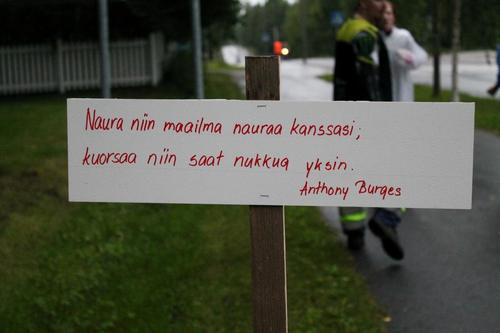 Naura niin maailma nauraa kanssasi;
kuorsaa niin saat nukkua yksin.
Anthony Burges